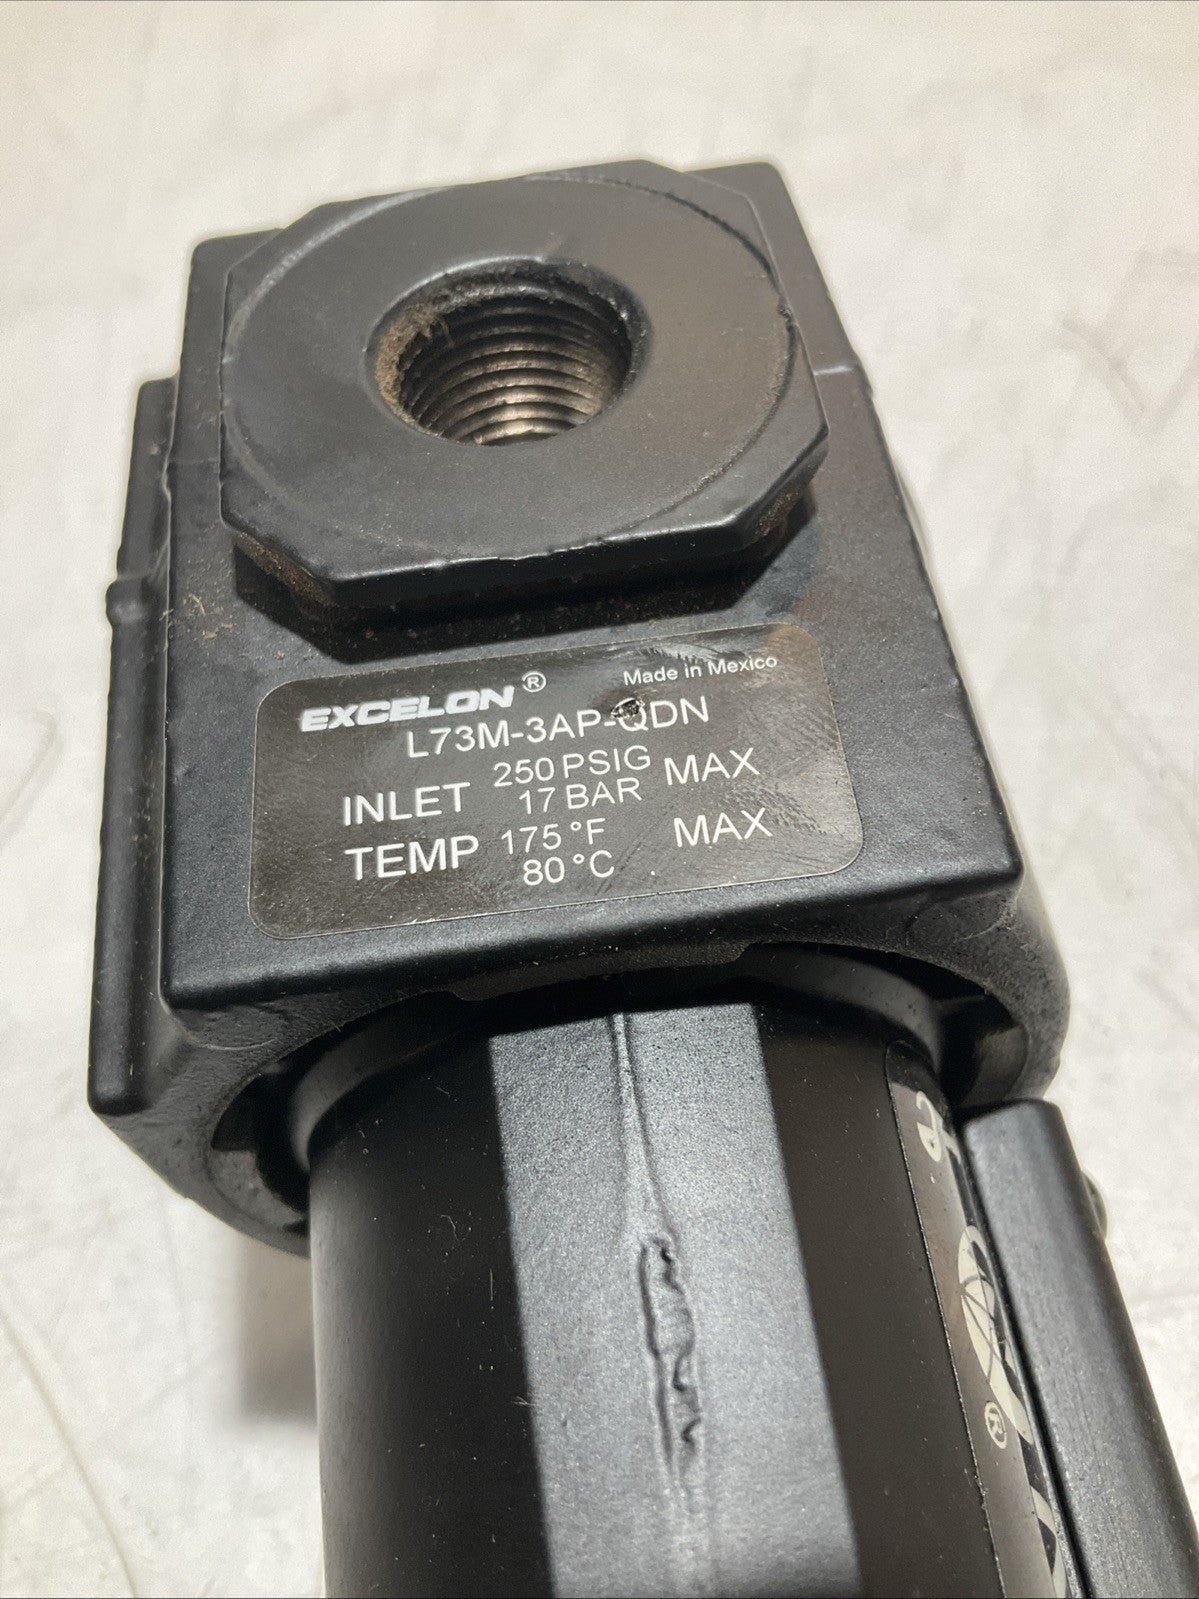 EXCELON® Made in Mexico
L73M-3AP-QDN
INLET 250 PSIG MAX
17 BAR
TEMP 175 °F MAX
80 °C
®